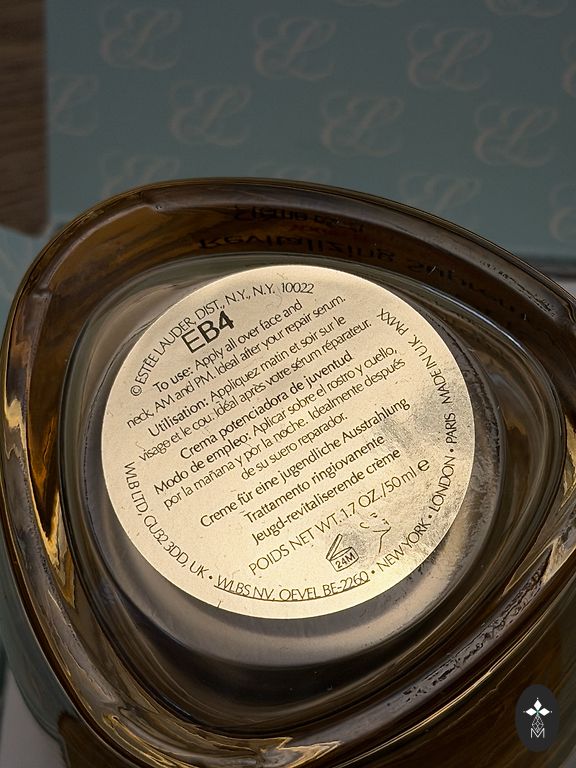 © ESTEE LAUDER, DIST., N.Y., N.Y. 10022
EB4
To use: Apply all over face and
neck, AM and PM. Ideal after your repair serum.
Utilisation: Appliquez matin et soir sur le
visage et le cou. Idéal après votre sérum réparateur.
Crema potenciadora de juventud
Modo de empleo: Aplicar sobre el rostro y cuello,
por la mañana y por la noche. Idealmente después
de su suero reparador.
Creme für eine jugendliche Ausstrahlung
Trattamento ringiovanente
Jeugd-revitaliserende crème
POIDS NET WT. 1.7 OZ./50 ml ℮
24M
WLB LTD, GU32 3DD, UK • WLBS NV, OEVEL BE-2260 • NEW YORK • LONDON • PARIS MADE IN UK
EL
M